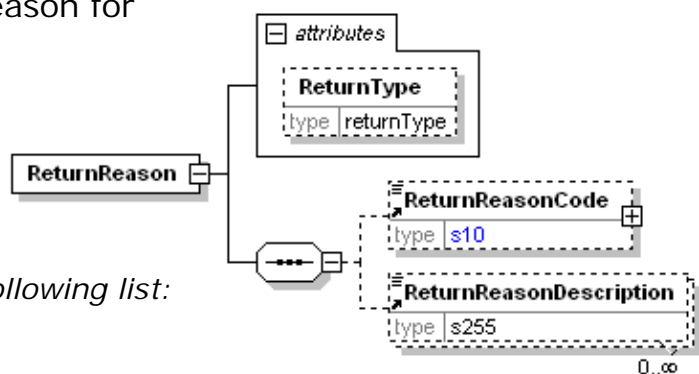 eason for
attributes
ReturnType
type returnType
ReturnReason
ReturnReasonCode
type s10
ollowing list:
ReturnReasonDescription
type s255
0..∞